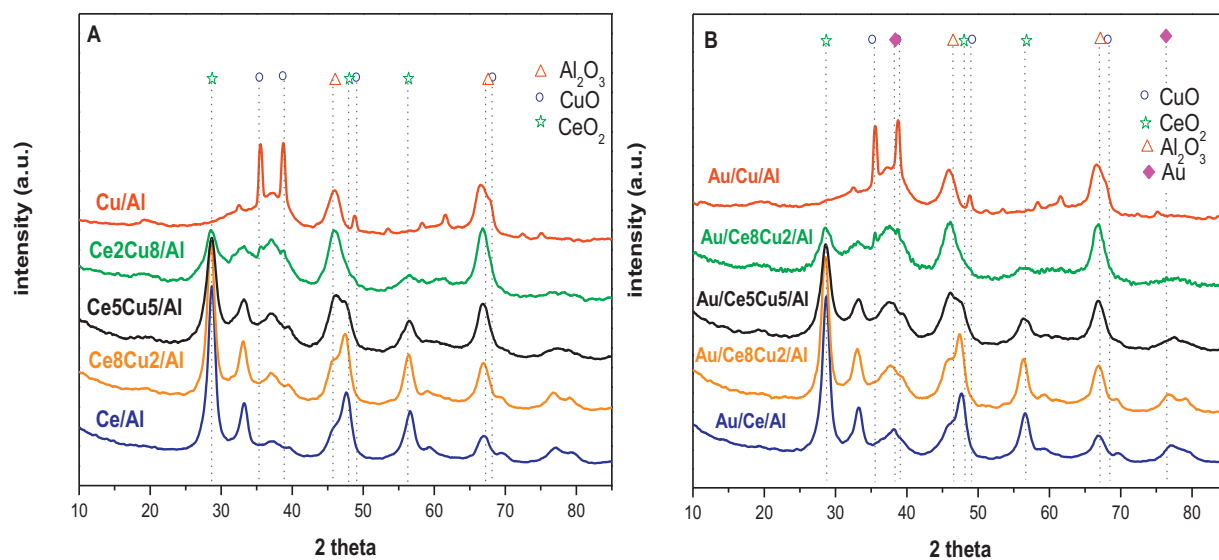 A
Al2O3
CuO
CeO2
Cu/Al
Ce2Cu8/Al
Ce5Cu5/Al
Ce8Cu2/Al
Ce/Al
intensity (a.u.)
10 20 30 40 50 60 70 80
2 theta
B
CuO
CeO2
Al2O3
Au
Au/Cu/Al
Au/Ce8Cu2/Al
Au/Ce5Cu5/Al
Au/Ce8Cu2/Al
Au/Ce/Al
intensity (a.u.)
10 20 30 40 50 60 70 80
2 theta